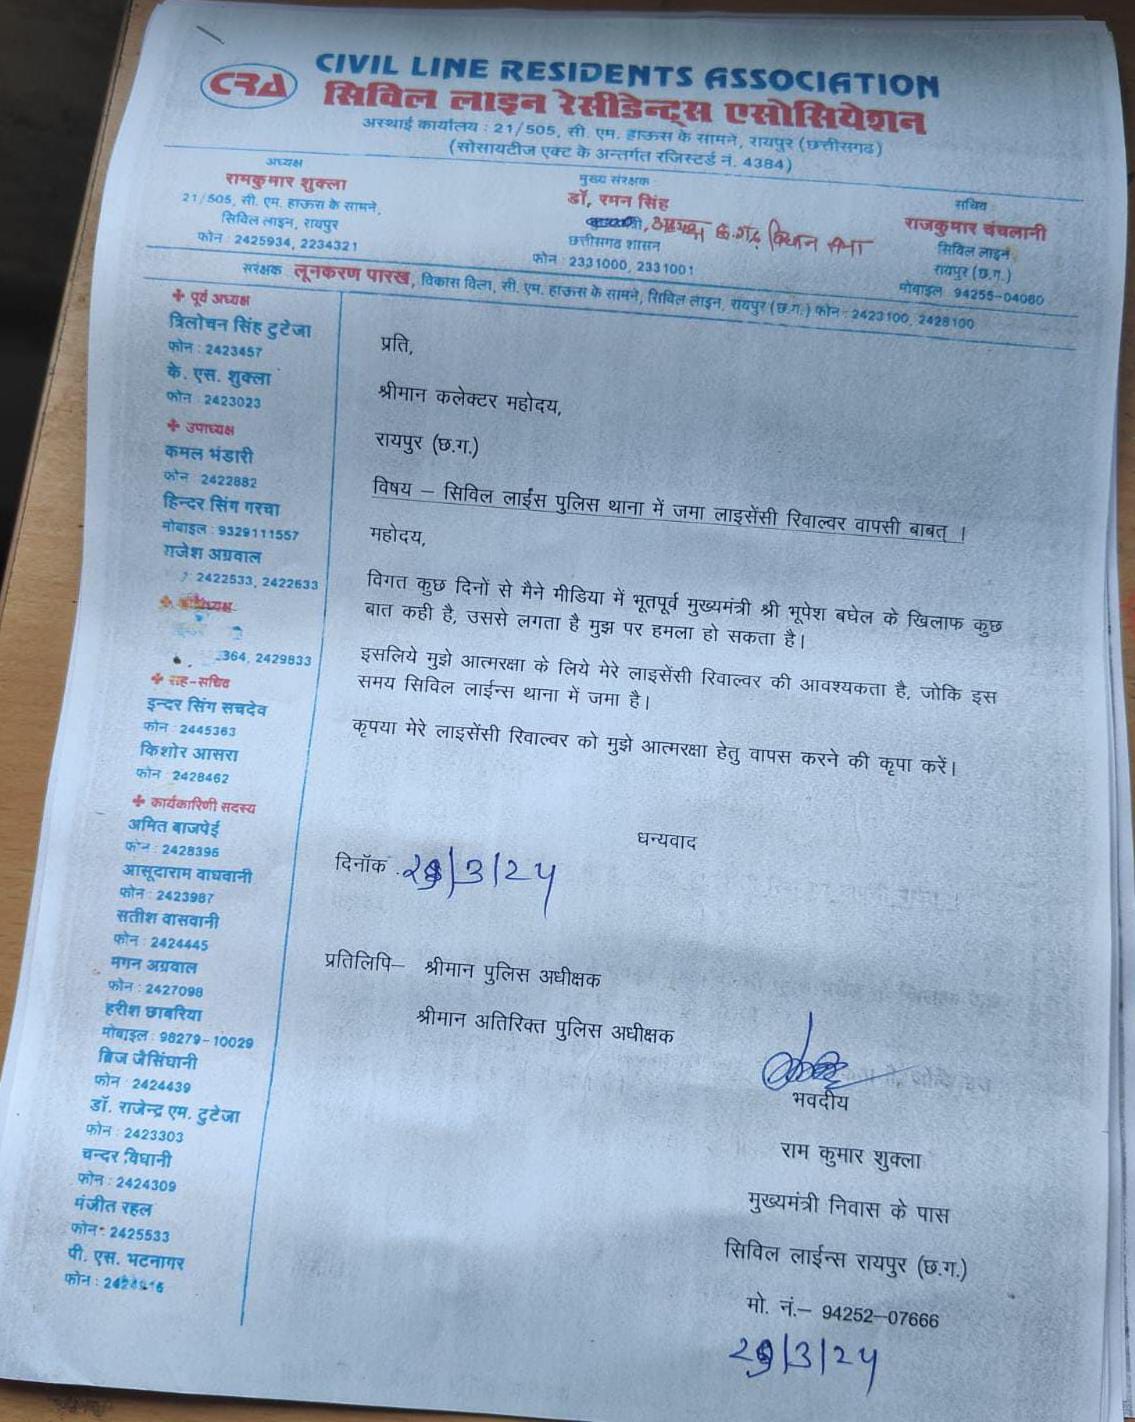 CRA
CIVIL LINE RESIDENTS ASSOCIATION
सिविल लाइन रेसीडेन्ट्स एसोसियेशन
अस्थाई कार्यालय : 21/505, सी. एम. हाऊस के सामने, रायपुर (छत्तीसगढ़)
(सोसायटीज एक्ट के अन्तर्गत रजिस्टर्ड नं. 4384)
अध्यक्ष
रामकुमार शुक्ला
21/505, सी. एम. हाऊस के सामने,
सिविल लाइन, रायपुर
फोन : 2425934, 2234321
मुख्य संरक्षक
डॉ. रमन सिंह
अध्यक्ष छ.गढ़ विधान सभा
छत्तीसगढ़ शासन
फोन : 2331000, 2331001
सचिव
राजकुमार चंचलानी
सिविल लाइन
रायपुर (छ.ग.)
मोबाइल 94255-04060
संरक्षक लूनकरण पारख, विकास विला, सी. एम. हाऊस के सामने, सिविल लाइन, रायपुर (छ.ग.) फोन : 2423100, 2428100
पूर्व अध्यक्ष
त्रिलोचन सिंह टुटेजा
फोन : 2423457
के. एस. शुक्ला
फोन : 2423023
उपाध्यक्ष
कमल भंडारी
फोन : 2422882
हिन्दर सिंग गरचा
मोबाइल : 9329111557
राजेश अग्रवाल
2422533, 2422633
364, 2429833
सह-सचिव
इन्दर सिंग सचदेव
फोन : 2445363
किशोर आसरा
फोन : 2428462
कार्यकारिणी सदस्य
अमित बाजपेई
फोन : 2428396
आसूदाराम वाधवानी
फोन : 2423987
सतीश वासवानी
फोन : 2424445
मगन अग्रवाल
फोन : 2427098
हरीश छाबरिया
मोबाइल : 98279-10029
ब्रिज जैसिंघानी
फोन : 2424439
डॉ. राजेन्द्र एम. टुटेजा
फोन : 2423303
चन्दर विधानी
फोन : 2424309
मंजीत रहल
फोन- 2425533
पी. एस. भटनागर
फोन :
प्रति,
श्रीमान कलेक्टर महोदय,
रायपुर (छ.ग.)
विषय – सिविल लाईंस पुलिस थाना में जमा लाइसेंसी रिवाल्वर वापसी बाबत् ।
महोदय,
विगत कुछ दिनों से मैने मीडिया में भूतपूर्व मुख्यमंत्री श्री भूपेश बघेल के खिलाफ कुछ
बात कही है, उससे लगता है मुझ पर हमला हो सकता है।
इसलिये मुझे आत्मरक्षा के लिये मेरे लाइसेंसी रिवाल्वर की आवश्यकता है, जोकि इस
समय सिविल लाईन्स थाना में जमा है।
कृपया मेरे लाइसेंसी रिवाल्वर को मुझे आत्मरक्षा हेतु वापस करने की कृपा करें।
धन्यवाद
दिनॉक
प्रतिलिपि– श्रीमान पुलिस अधीक्षक
श्रीमान अतिरिक्त पुलिस अधीक्षक
भवदीय
राम कुमार शुक्ला
मुख्यमंत्री निवास के पास
सिविल लाईन्स रायपुर (छ.ग.)
मो. नं.– 94252–07666